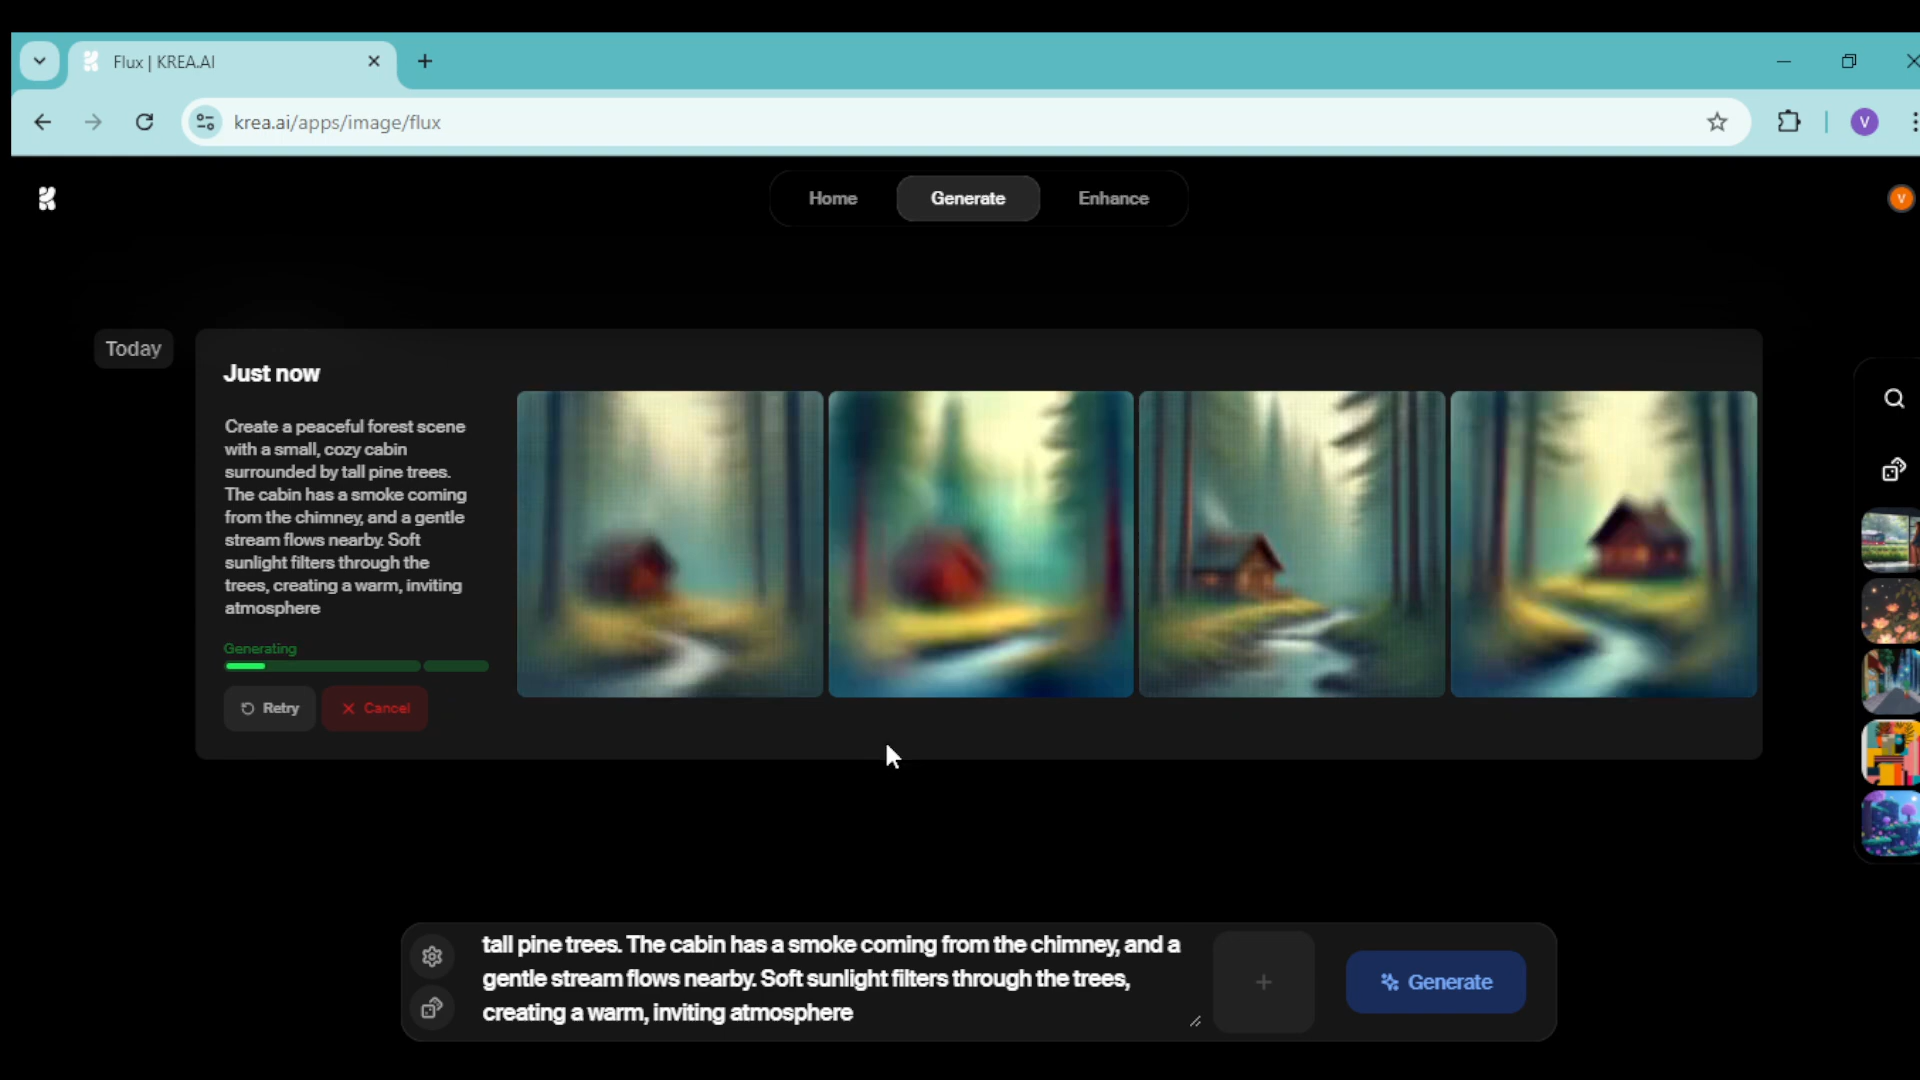 Flux | KREA.AI
krea.ai/apps/image/flux
V
Home
Generate
Enhance
V
Today
Just now
Create a peaceful forest scene
with a small, cozy cabin
surrounded by tall pine trees.
The cabin has a smoke coming
from the chimney, and a gentle
stream flows nearby. Soft
sunlight filters through the
trees, creating a warm, inviting
atmosphere
Generating
Retry
Cancel
tall pine trees. The cabin has a smoke coming from the chimney, and a
gentle stream flows nearby. Soft sunlight filters through the trees,
creating a warm, inviting atmosphere
Generate